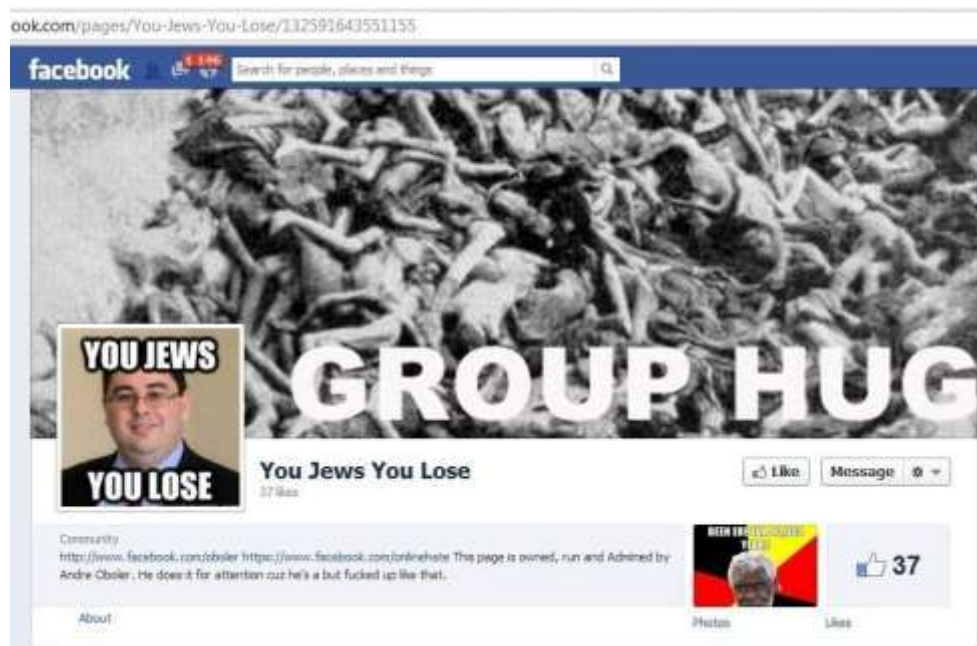 ook.com/pages/You-Jews-You-Lose/132591643551155
facebook
Search for people, places and things
GROUP HUG
YOU JEWS
YOU LOSE
You Jews You Lose
37 likes
Like
Message
Community
http://www.facebook.com/oboler https://www.facebook.com/onlinehate This page is owned, run and Admined by
Andre Oboler. He does it for attention cuz he's a but fucked up like that.
37
About
Photos
Likes